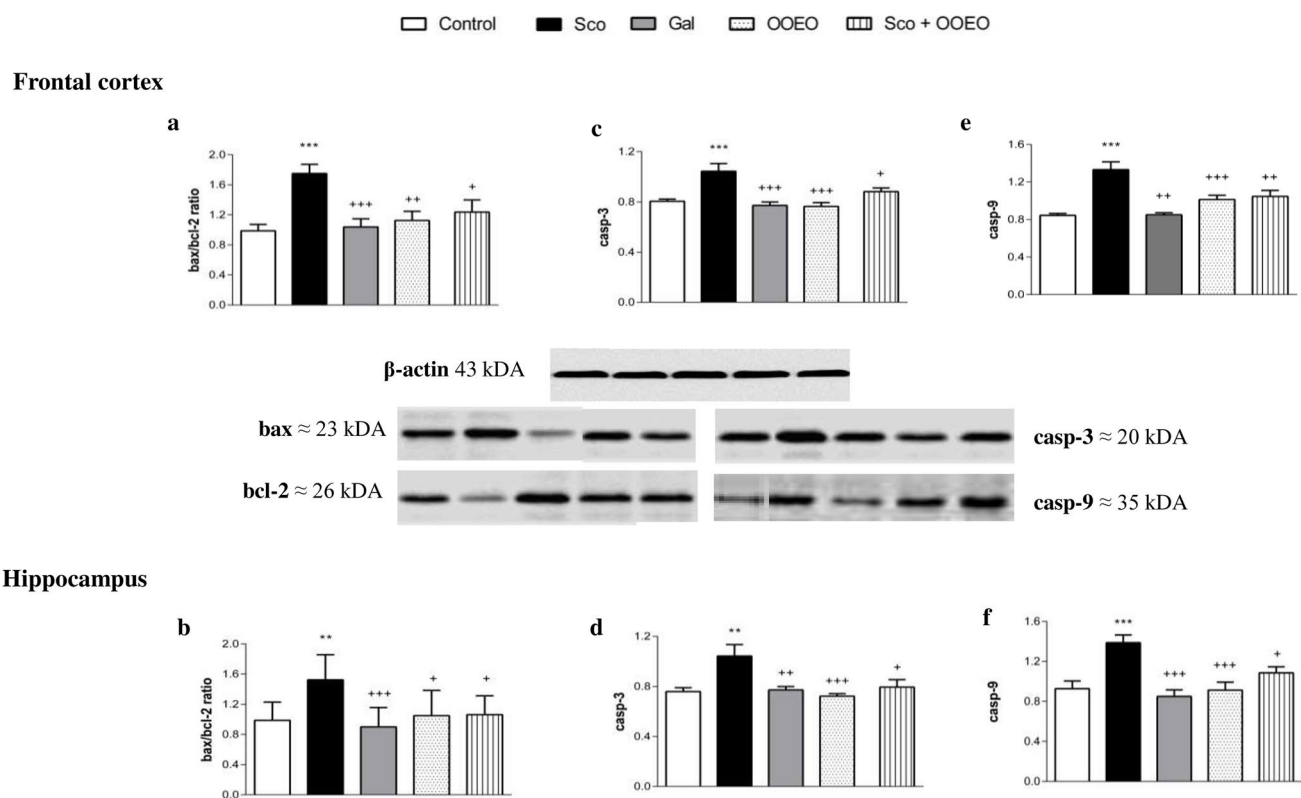 Control Sco Gal OOEO Sco + OOEO
Frontal cortex
a
bax/bcl-2 ratio
2.0
1.6
1.2
0.8
0.4
0.0
***
+++
++
+
c
casp-3
1.2
0.8
0.4
0.0
***
+++
+++
+
e
casp-9
1.6
1.2
0.8
0.4
0.0
***
++
+++
++
β-actin 43 kDA
bax ≈ 23 kDA
casp-3 ≈ 20 kDA
bcl-2 ≈ 26 kDA
casp-9 ≈ 35 kDA
Hippocampus
b
bax/bcl-2 ratio
2.0
1.6
1.2
0.8
0.4
0.0
**
+++
+
+
d
casp-3
1.2
0.8
0.4
0.0
**
++
+++
+
f
casp-9
1.6
1.2
0.8
0.4
0.0
***
+++
+++
+